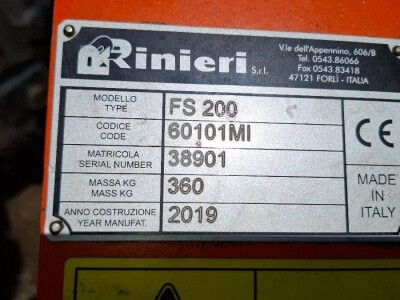 Rinieri S.r.l.
V.le dell'Appennino, 606/B
Tel. 0543.86066
Fax 0543.83418
47121 FORLÌ - ITALIA
MODELLO
TYPE
FS 200
CODICE
CODE
60101MI
MATRICOLA
SERIAL NUMBER
38901
MASSA KG
MASS KG
360
ANNO COSTRUZIONE
YEAR MANUFAT.
2019
CE
MADE
IN
ITALY